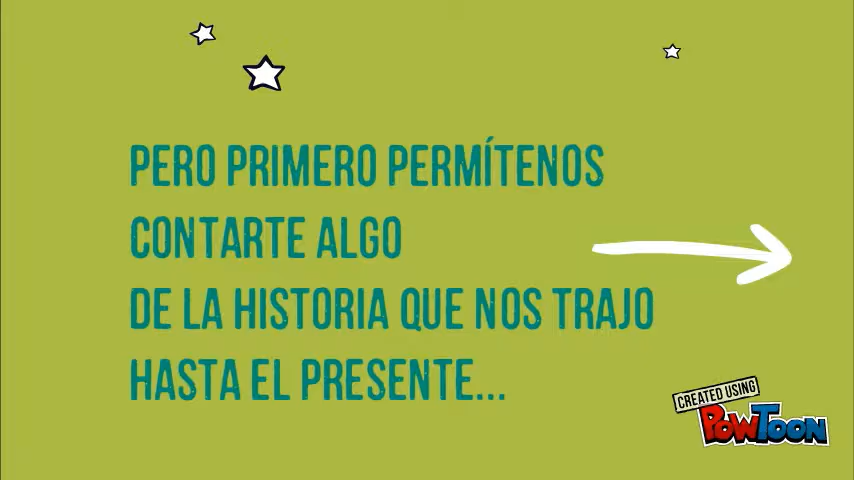 PERO PRIMERO PERMÍTENOS
CONTARTE ALGO
DE LA HISTORIA QUE NOS TRAJO
HASTA EL PRESENTE...
CREATED USING
POWTOON